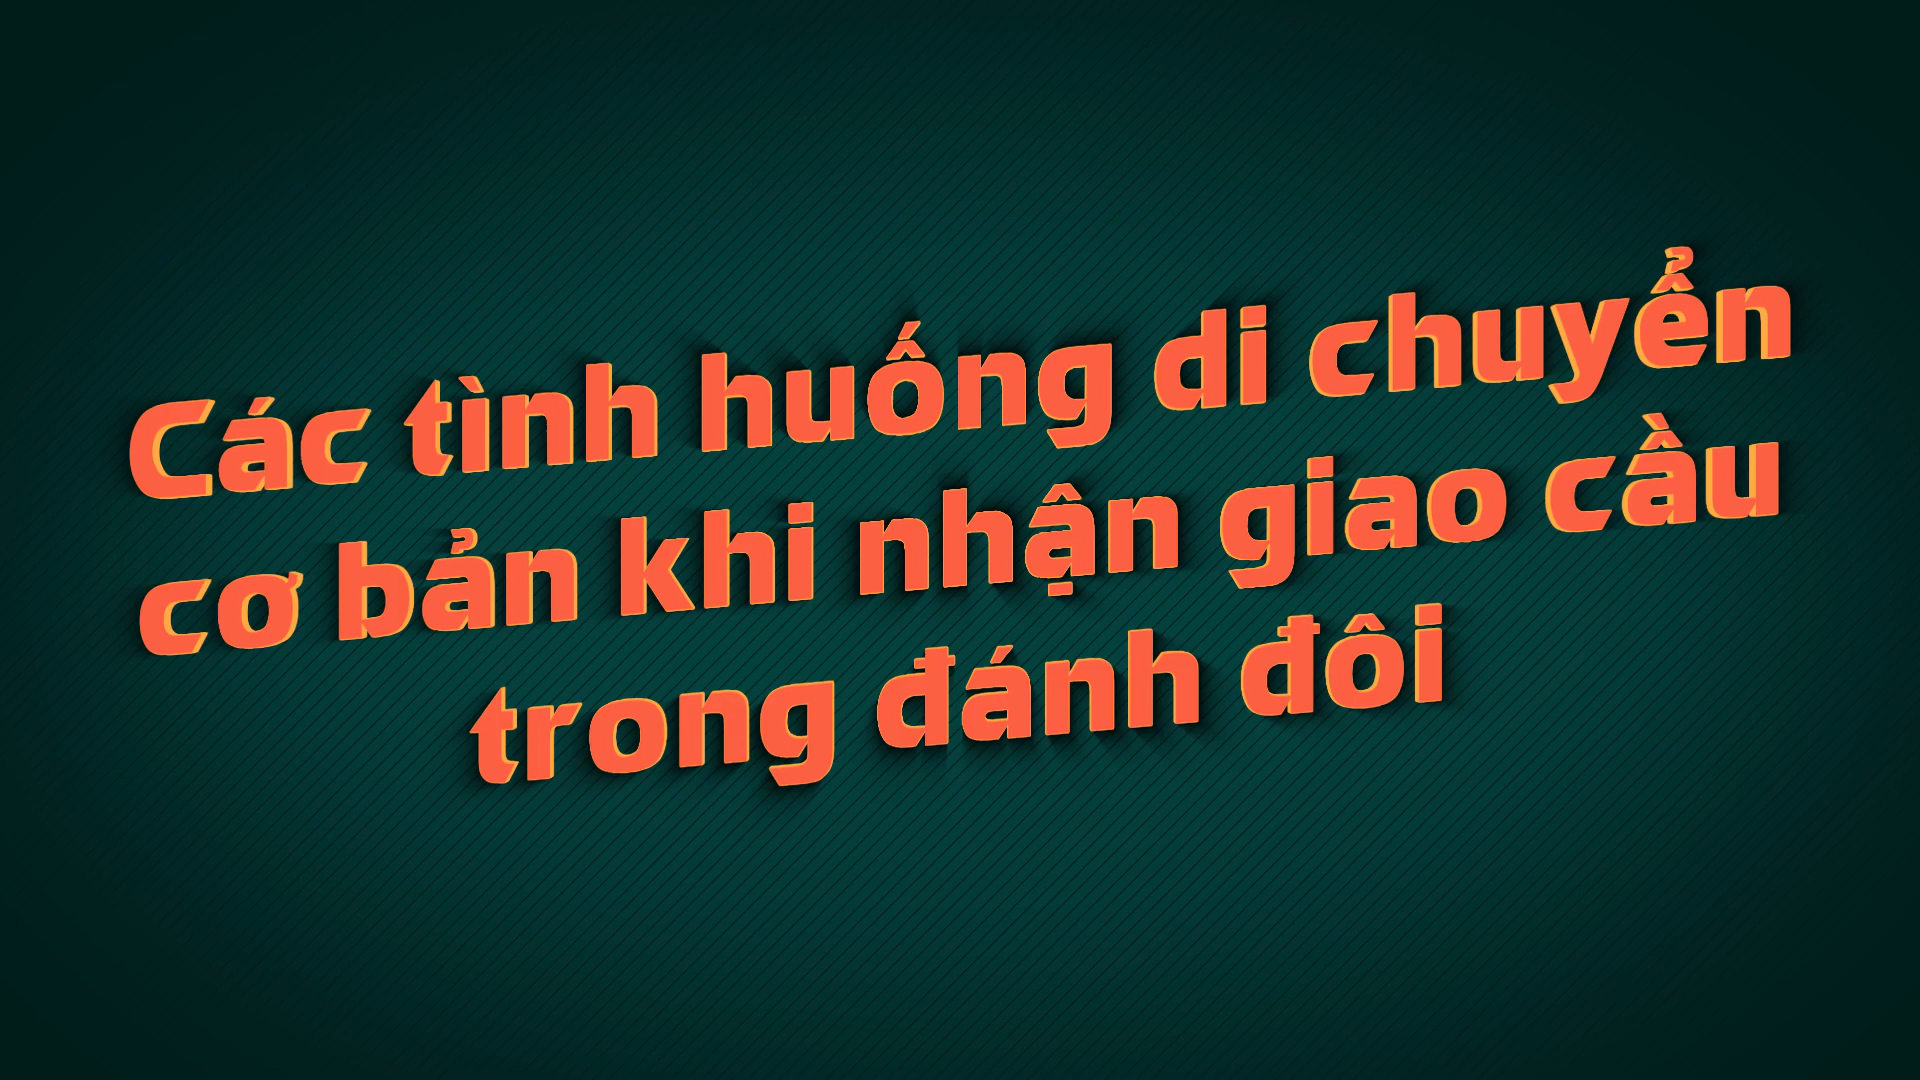 Các tình huống di chuyển
cơ bản khi nhận giao cầu
trong đánh đôi